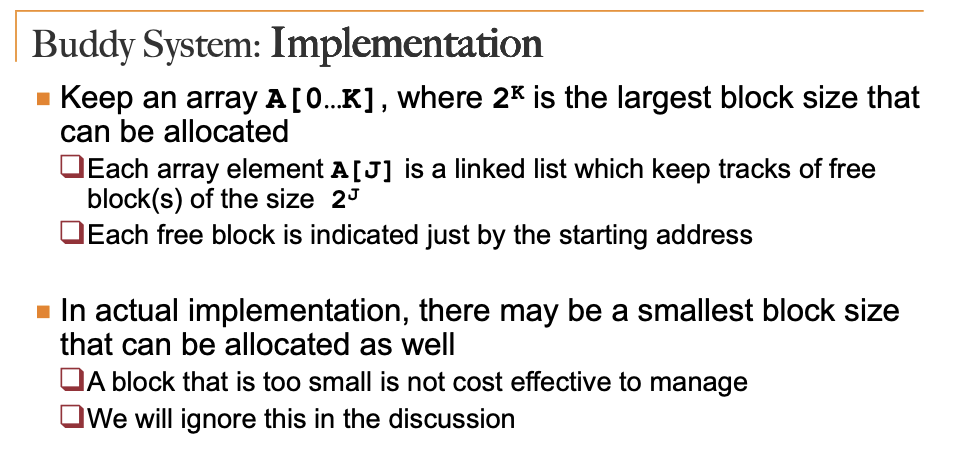 Buddy System: Implementation
Keep an array A[0…K], where 2ᴷ is the largest block size that
can be allocated
Each array element A[J] is a linked list which keep tracks of free
block(s) of the size 2ᴶ
Each free block is indicated just by the starting address
In actual implementation, there may be a smallest block size
that can be allocated as well
A block that is too small is not cost effective to manage
We will ignore this in the discussion